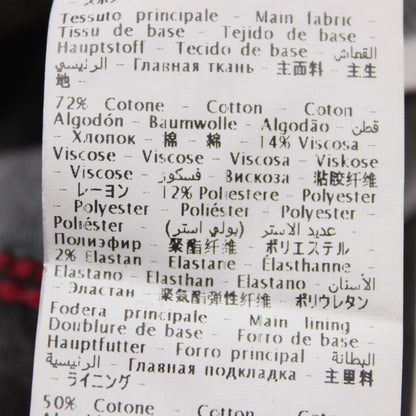 Tessuto principale - Main fabric -
Tissu de base - Tejido de base -
Hauptstoff - Tecido de base - القماش
الرئيسي - Главная ткань - 主面料 - 主生
地 -
72% Cotone - Cotton - Coton -
Algodón - Baumwolle - Algodão - قطن
- Хлопок - 棉 - 綿 - 14% Viscosa -
Viscose - Viscose - Viscosa - Viskose
- Viscose - فسكوز - Вискоза - 粘胶纤维
- レーヨン - 12% Poliestere - Polyester
- Polyester - Poliéster - Polyester -
Poliéster - عديد الاستر (بولي استر) -
Полиэфир - 聚酯纤维 - ポリエステル
2% Elastan - Elastane - Élasthanne -
Elastano - Elasthan - Elastano -
- Эластан - 聚氨酯弹性纤维 - ポリウレタン
Fodera principale - Main lining -
Doublure de base - Forro de base -
Hauptfutter - Forro principal - البطانة
الرئيسية - Главная подкладка - 主里料
- ライニング -
50% Cotone - Cotton - Coton -